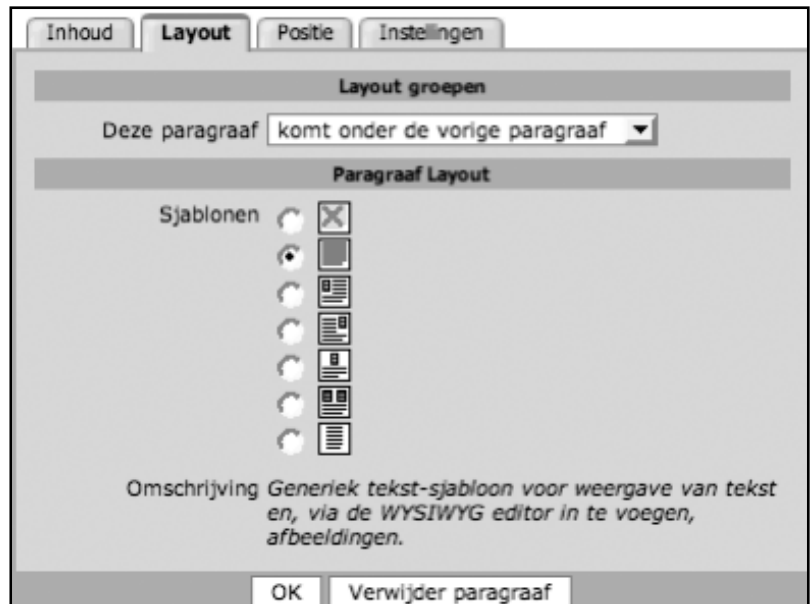 Inhoud Layout Positie Instellingen
Layout groepen
Deze paragraaf komt onder de vorige paragraaf
Paragraaf Layout
Sjablonen
Omschrijving Generiek tekst-sjabloon voor weergave van tekst
en, via de WYSIWYG editor in te voegen,
afbeeldingen.
OK Verwijder paragraaf